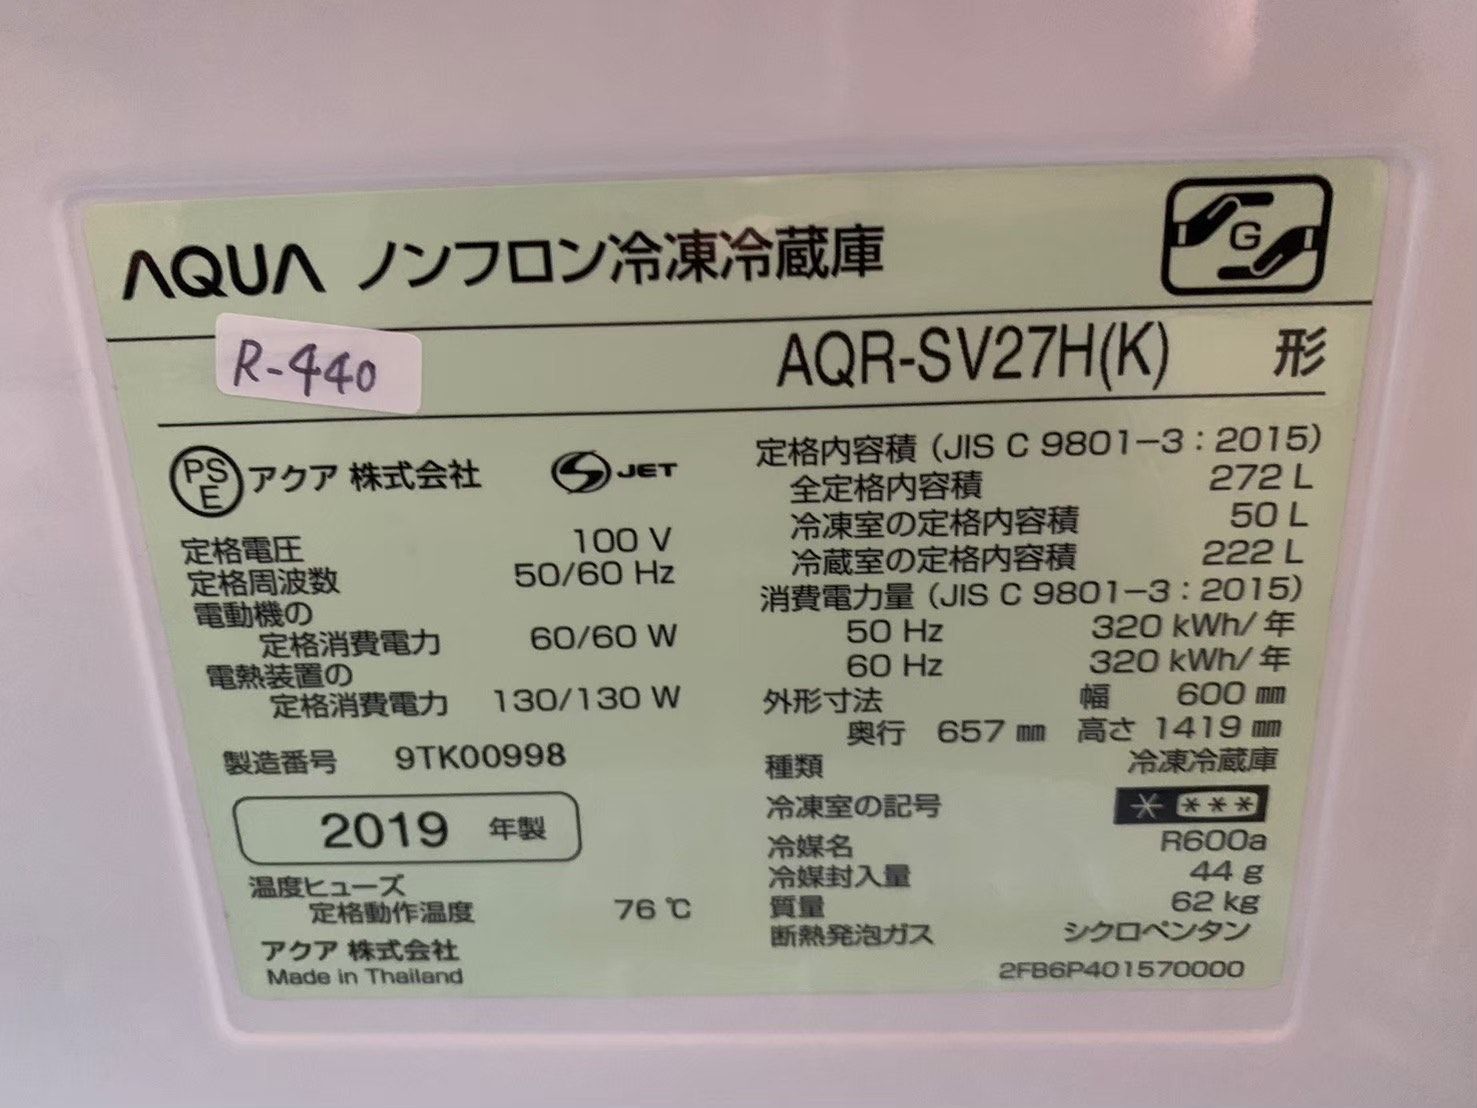 AQUA ノンフロン冷凍冷蔵庫
G
R-440
AQR-SV27H(K) 形
PSE アクア 株式会社 JET
定格電圧 100 V
定格周波数 50/60 Hz
電動機の
定格消費電力 60/60 W
電熱装置の
定格消費電力 130/130 W
製造番号 9TK00998
2019 年製
温度ヒューズ
定格動作温度 76 ℃
アクア 株式会社
Made in Thailand
定格内容積 (JIS C 9801-3 : 2015)
全定格内容積 272 L
冷凍室の定格内容積 50 L
冷蔵室の定格内容積 222 L
消費電力量 (JIS C 9801-3 : 2015)
50 Hz 320 kWh/年
60 Hz 320 kWh/年
外形寸法 幅 600 ㎜
奥行 657 ㎜ 高さ 1419 ㎜
種類 冷凍冷蔵庫
冷凍室の記号 * ***
冷媒名 R600a
冷媒封入量 44 g
質量 62 kg
断熱発泡ガス シクロペンタン
2FB6P401570000